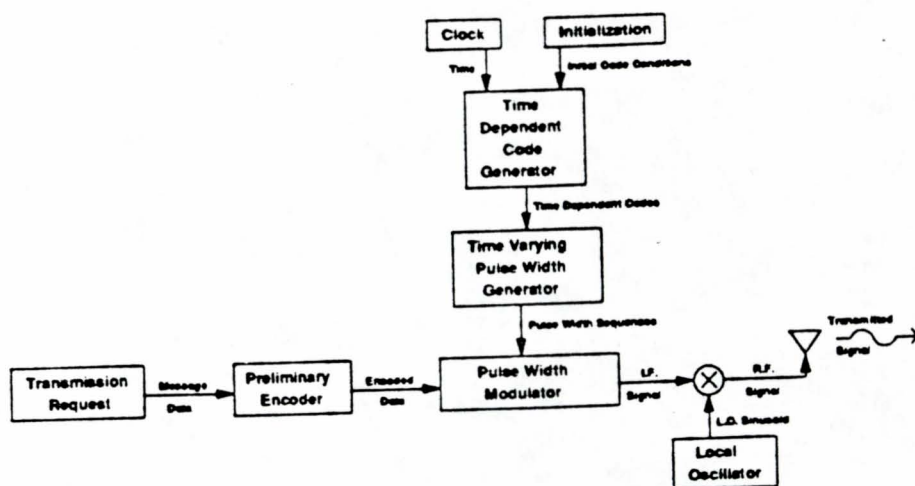 Clock
Initialization
Time
Initial Code Conditions
Time
Dependent
Code
Generator
Time Dependent Codes
Time Varying
Pulse Width
Generator
Pulse Width Sequences
Transmission
Request
Message
Data
Preliminary
Encoder
Encoded
Data
Pulse Width
Modulator
I.F.
Signal
R.F.
Signal
Transmitted
Signal
L.O. Sinusoid
Local
Oscillator